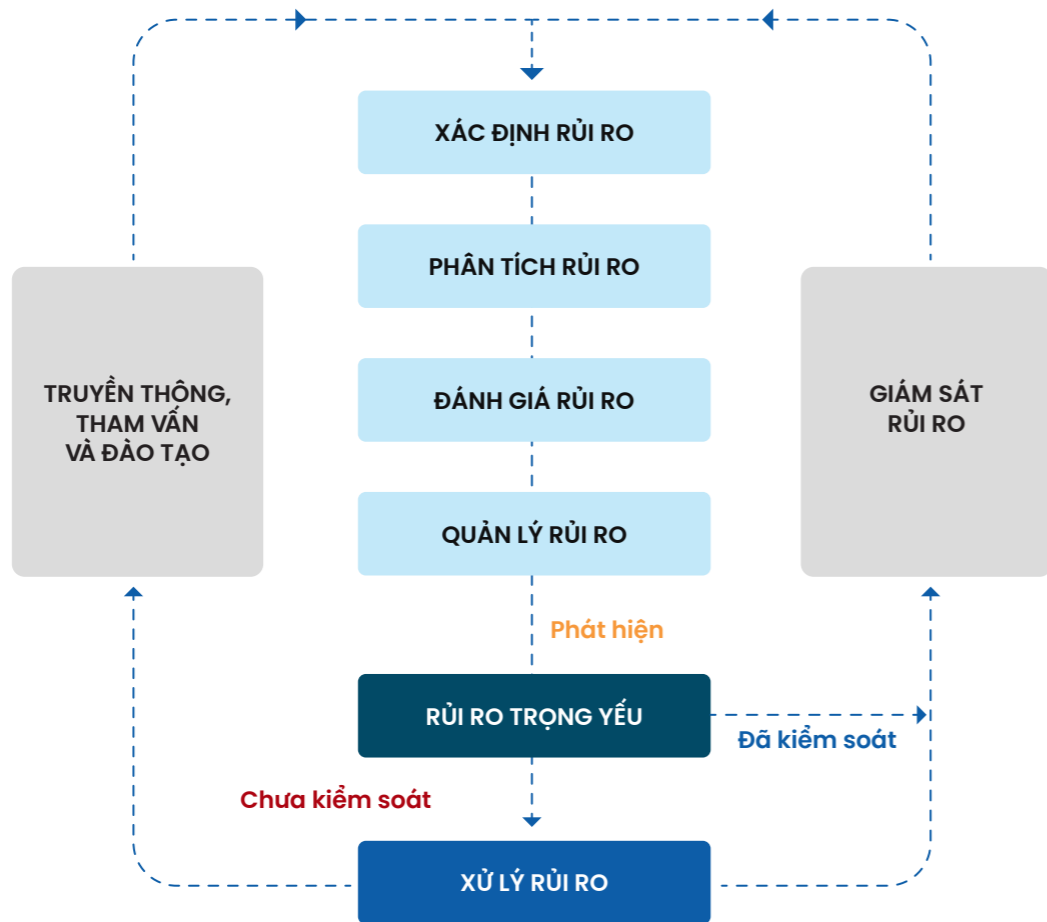 XÁC ĐỊNH RỦI RO
PHÂN TÍCH RỦI RO
TRUYỀN THÔNG,
THAM VẤN
VÀ ĐÀO TẠO
ĐÁNH GIÁ RỦI RO
GIÁM SÁT
RỦI RO
QUẢN LÝ RỦI RO
Phát hiện
RỦI RO TRỌNG YẾU
Đã kiểm soát
Chưa kiểm soát
XỬ LÝ RỦI RO